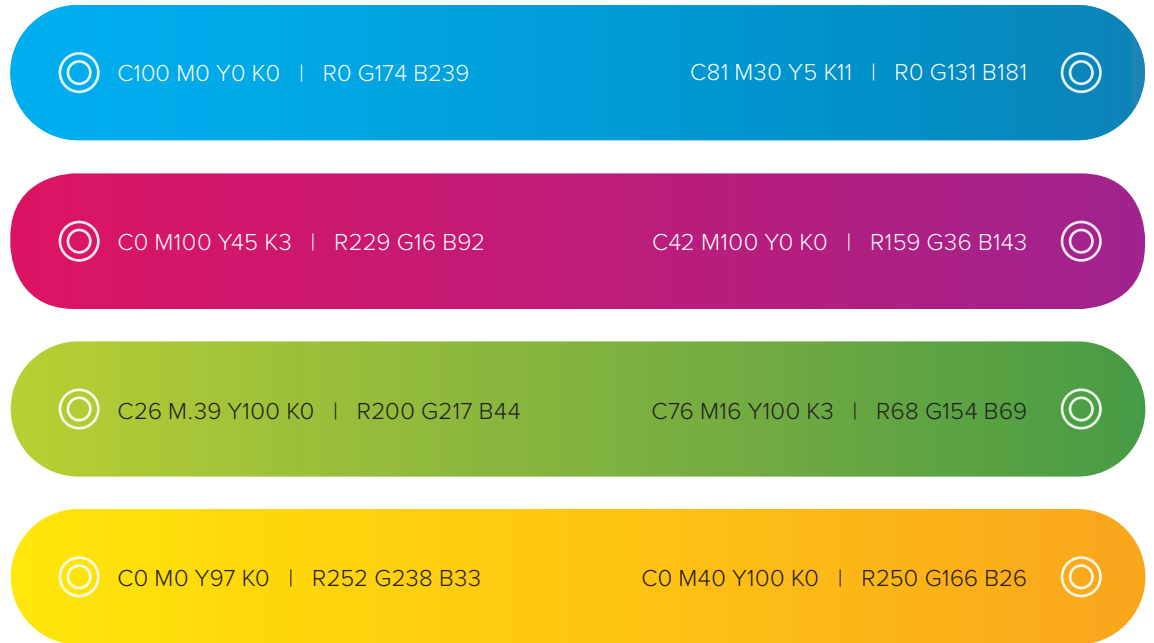 C100 M0 Y0 K0 | R0 G174 B239 C81 M30 Y5 K11 | R0 G131 B181
C0 M100 Y45 K3 | R229 G16 B92 C42 M100 Y0 K0 | R159 G36 B143
C26 M.39 Y100 K0 | R200 G217 B44 C76 M16 Y100 K3 | R68 G154 B69
C0 M0 Y97 K0 | R252 G238 B33 C0 M40 Y100 K0 | R250 G166 B26